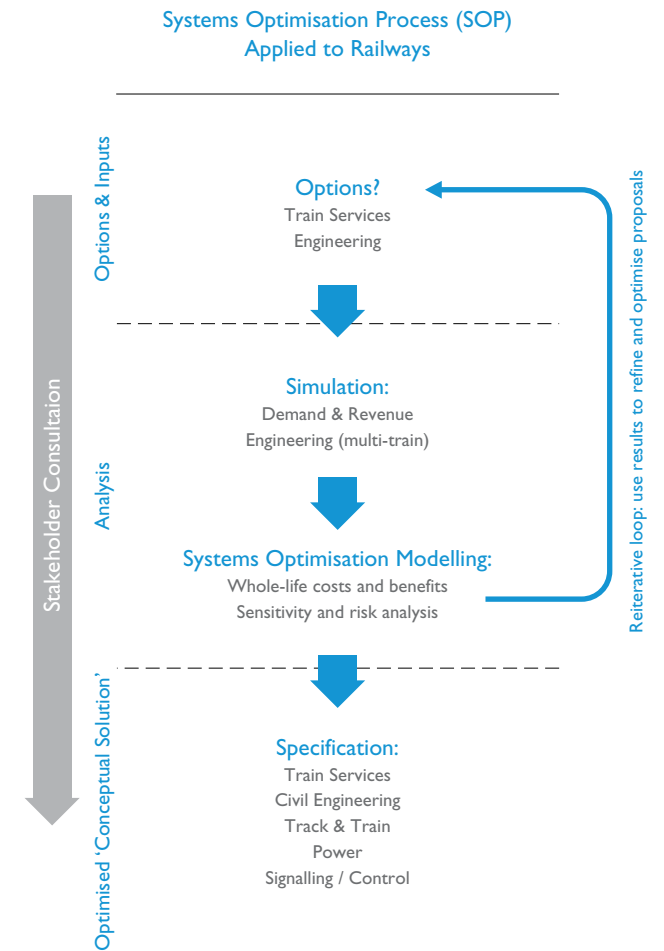 Systems Optimisation Process (SOP)
Applied to Railways
Options & Inputs
Options?
Train Services
Engineering
Stakeholder Consultaion
Analysis
Simulation:
Demand & Revenue
Engineering (multi-train)
Systems Optimisation Modelling:
Whole-life costs and benefits
Sensitivity and risk analysis
Reiterative loop: use results to refine and optimise proposals
Optimised ‘Conceptual Solution’
Specification:
Train Services
Civil Engineering
Track & Train
Power
Signalling / Control